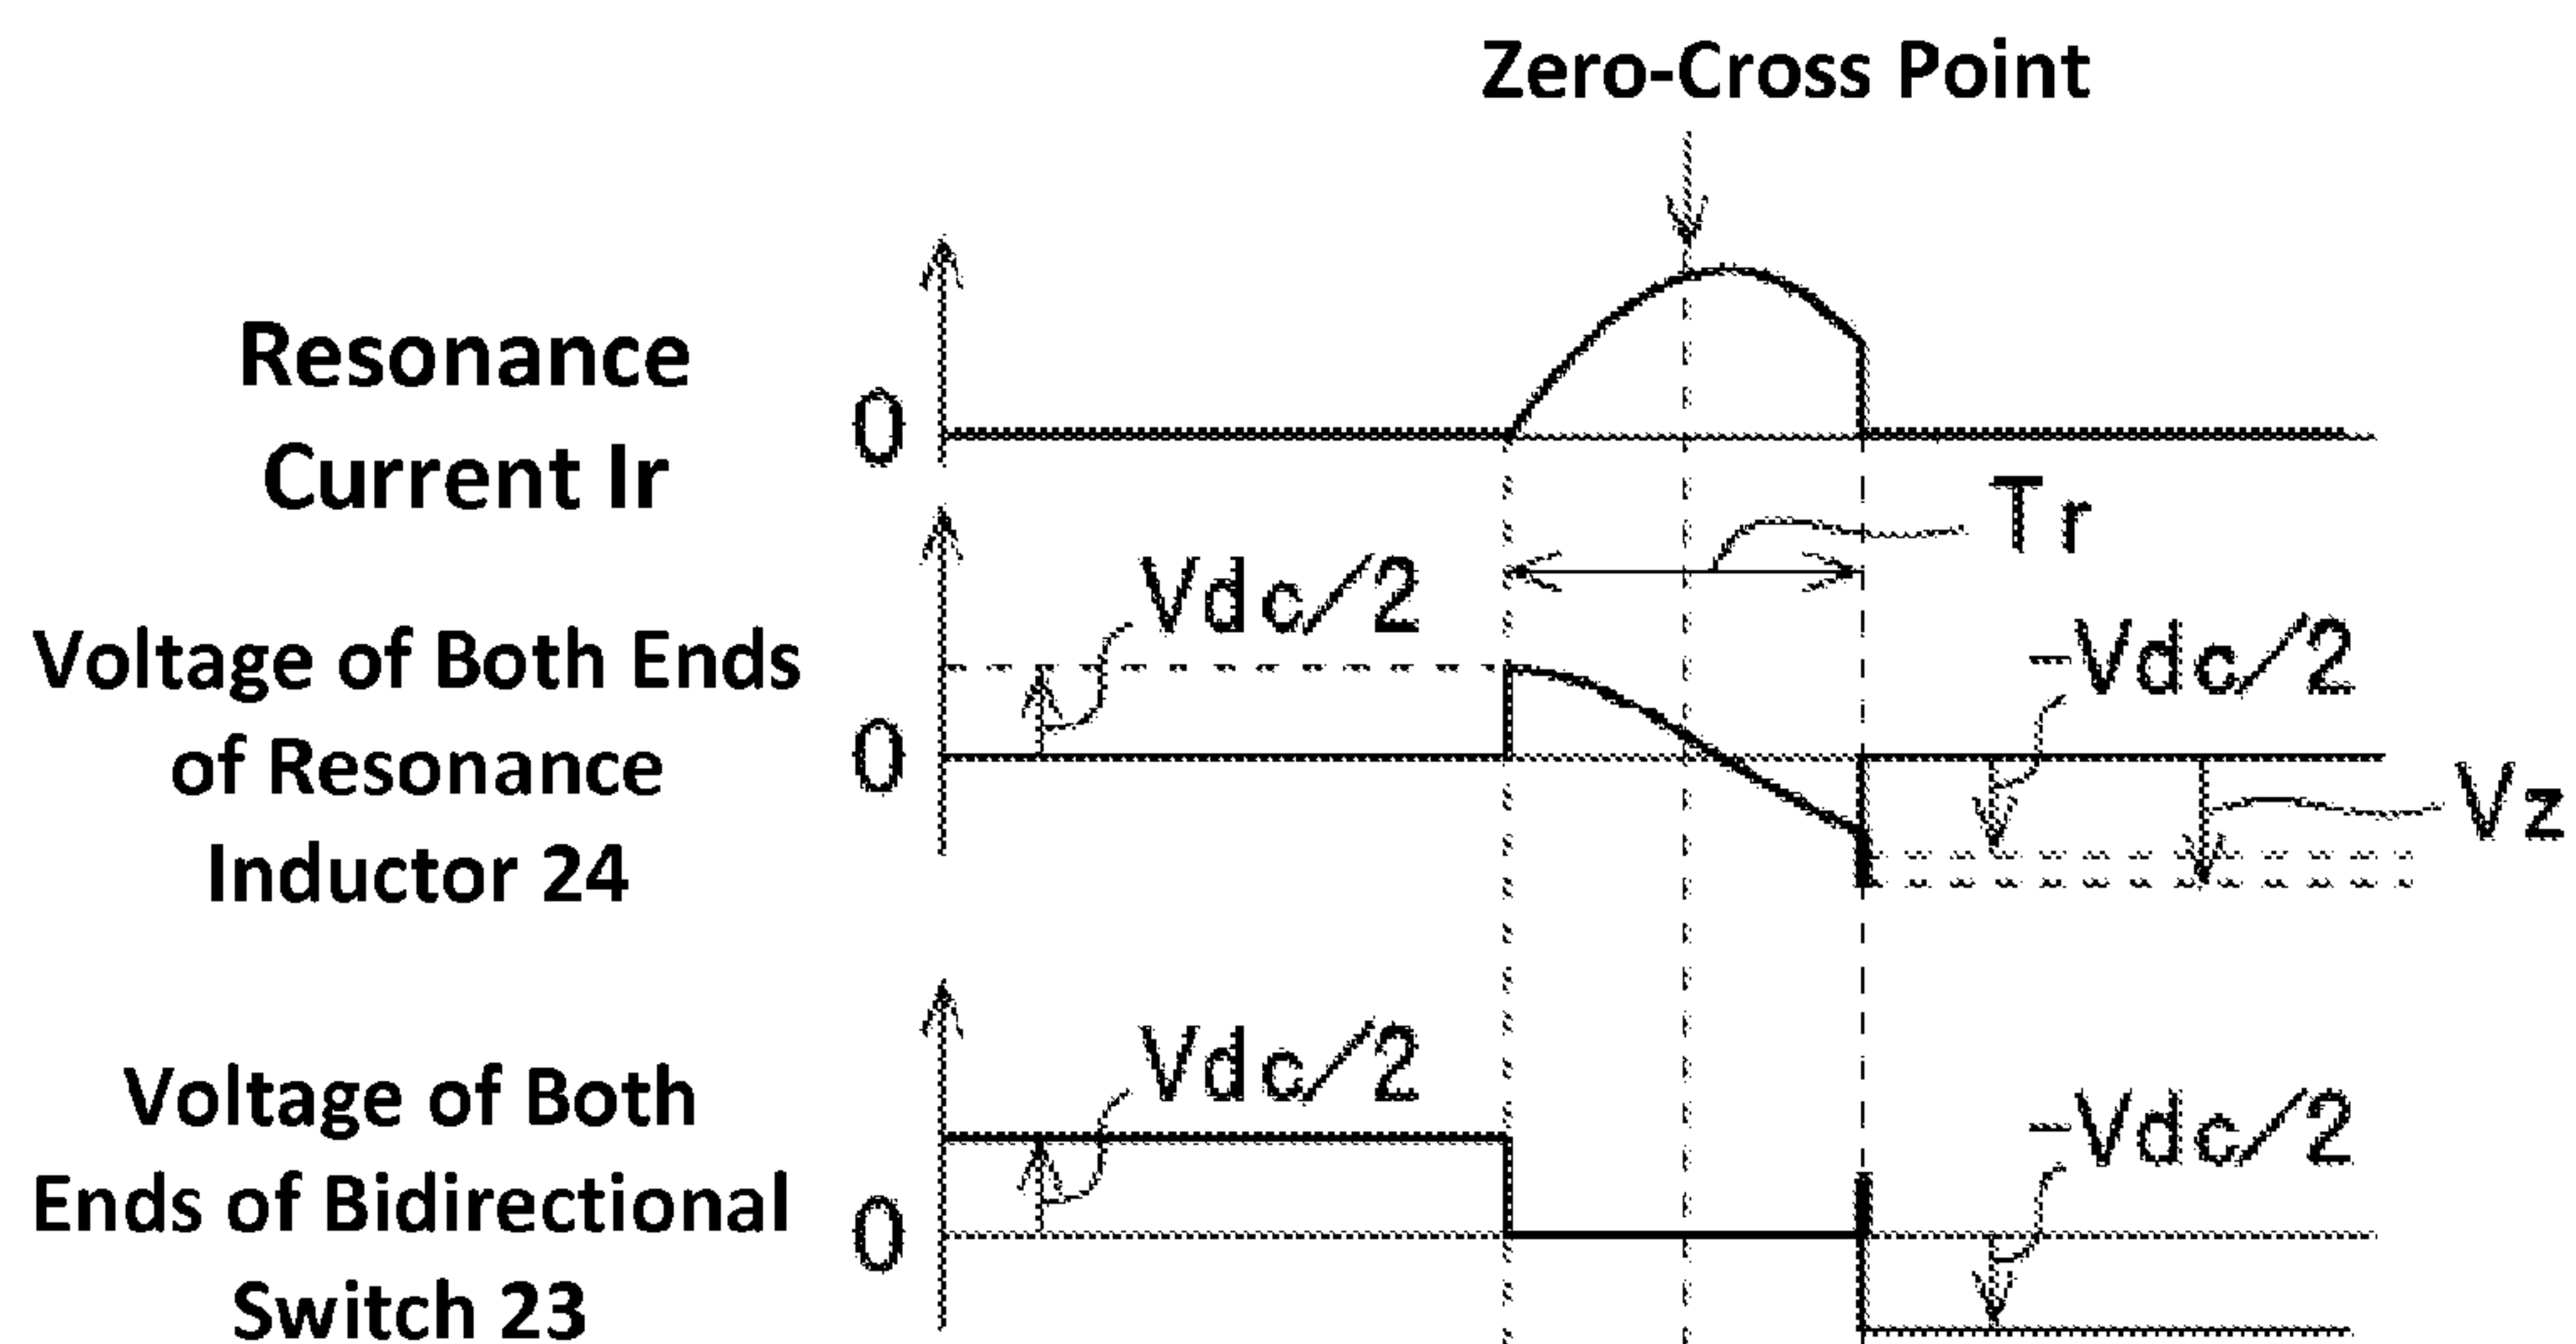 Zero-Cross Point
Resonance
Current Ir
0
Tr
Vdc/2
Voltage of Both Ends
of Resonance
Inductor 24
0
-Vdc/2
Vz
Vdc/2
Voltage of Both
Ends of Bidirectional
Switch 23
0
-Vdc/2